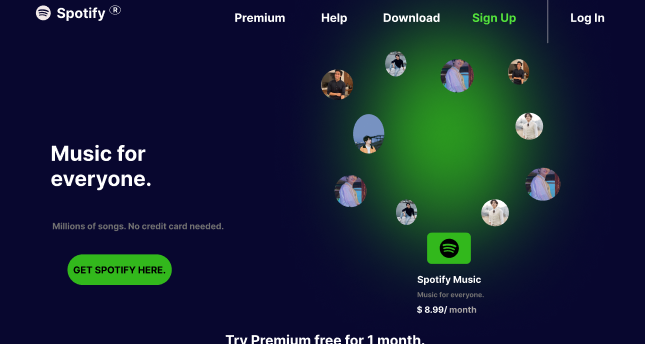 Spotify ®
Premium
Help
Download
Sign Up
Log In
Music for
everyone.
Millions of songs. No credit card needed.
GET SPOTIFY HERE.
Spotify Music
Music for everyone.
$ 8.99/ month
Try Premium free for 1 month.